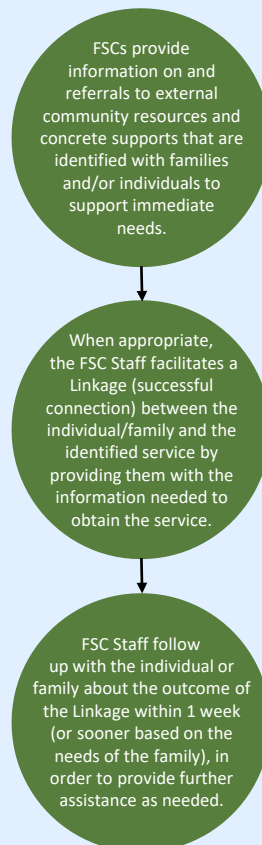 FSCs provide
information on and
referrals to external
community resources and
concrete supports that are
identified with families
and/or individuals to
support immediate
needs.
When appropriate,
the FSC Staff facilitates a
Linkage (successful
connection) between the
individual/family and the
identified service by
providing them with the
information needed to
obtain the service.
FSC Staff follow
up with the individual or
family about the outcome of
the Linkage within 1 week
(or sooner based on the
needs of the family), in
order to provide further
assistance as needed.